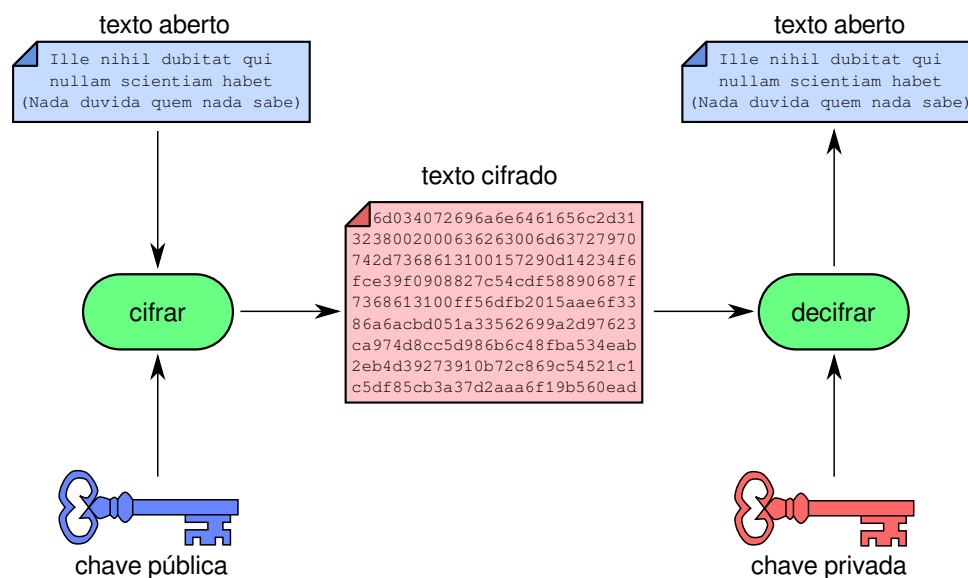 texto aberto
Ille nihil dubitat qui
nullam scientiam habet
(Nada duvida quem nada sabe)
cifrar
chave pública
texto cifrado
6d034072696a6e6461656c2d31
32380020006362630006d63727970
742d7368613100157290d14234f6
fce39f0908827c54cdf58890687f
7368613100ff56dfb2015aae6f33
86a6acbd051a33562699a2d97623
ca974d8cc5d986b6c48fba534eab
2eb4d39273910b72c869c54521c1
c5df85cb3a37d2aaa6f19b560ead
texto aberto
Ille nihil dubitat qui
nullam scientiam habet
(Nada duvida quem nada sabe)
decifrar
chave privada